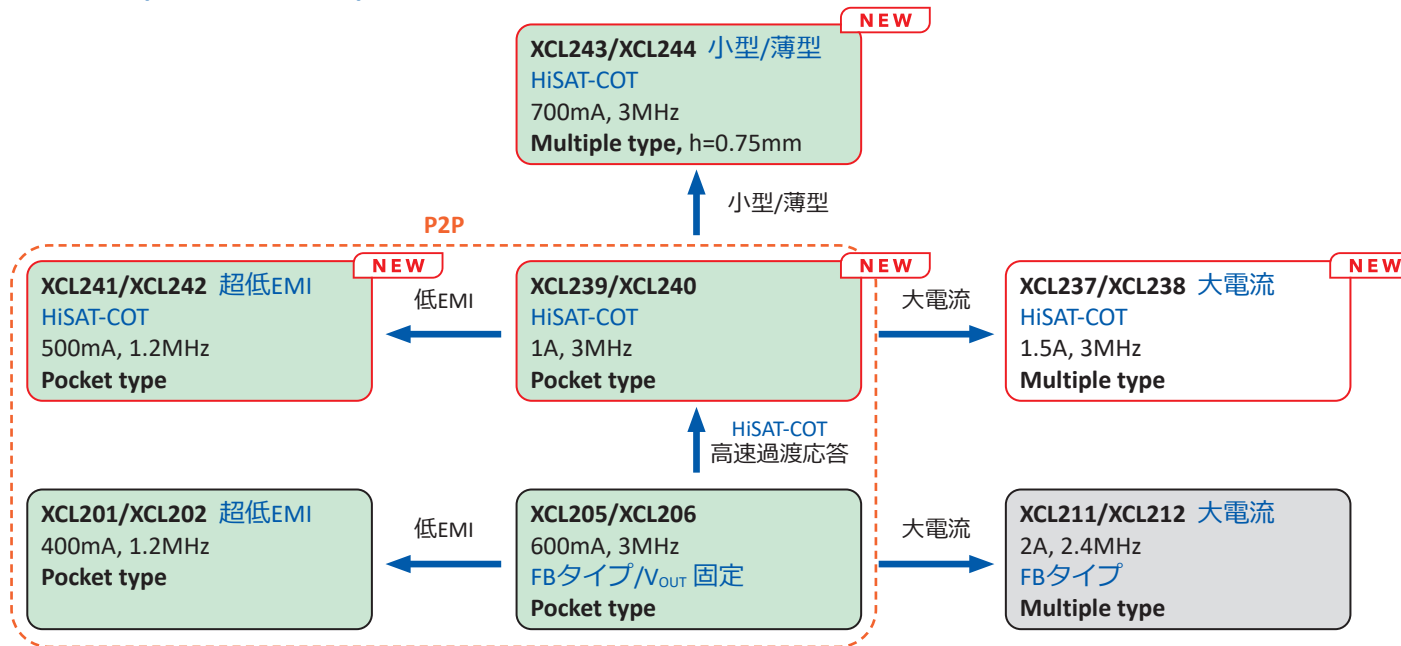 NEW
XCL243/XCL244 小型/薄型
HiSAT-COT
700mA, 3MHz
Multiple type, h=0.75mm
小型/薄型
P2P
NEW
XCL241/XCL242 超低EMI
HiSAT-COT
500mA, 1.2MHz
Pocket type
低EMI
NEW
XCL239/XCL240
HiSAT-COT
1A, 3MHz
Pocket type
大電流
NEW
XCL237/XCL238 大電流
HiSAT-COT
1.5A, 3MHz
Multiple type
HiSAT-COT
高速過渡応答
XCL201/XCL202 超低EMI
400mA, 1.2MHz
Pocket type
低EMI
XCL205/XCL206
600mA, 3MHz
FBタイプ/VOUT 固定
Pocket type
大電流
XCL211/XCL212 大電流
2A, 2.4MHz
FBタイプ
Multiple type